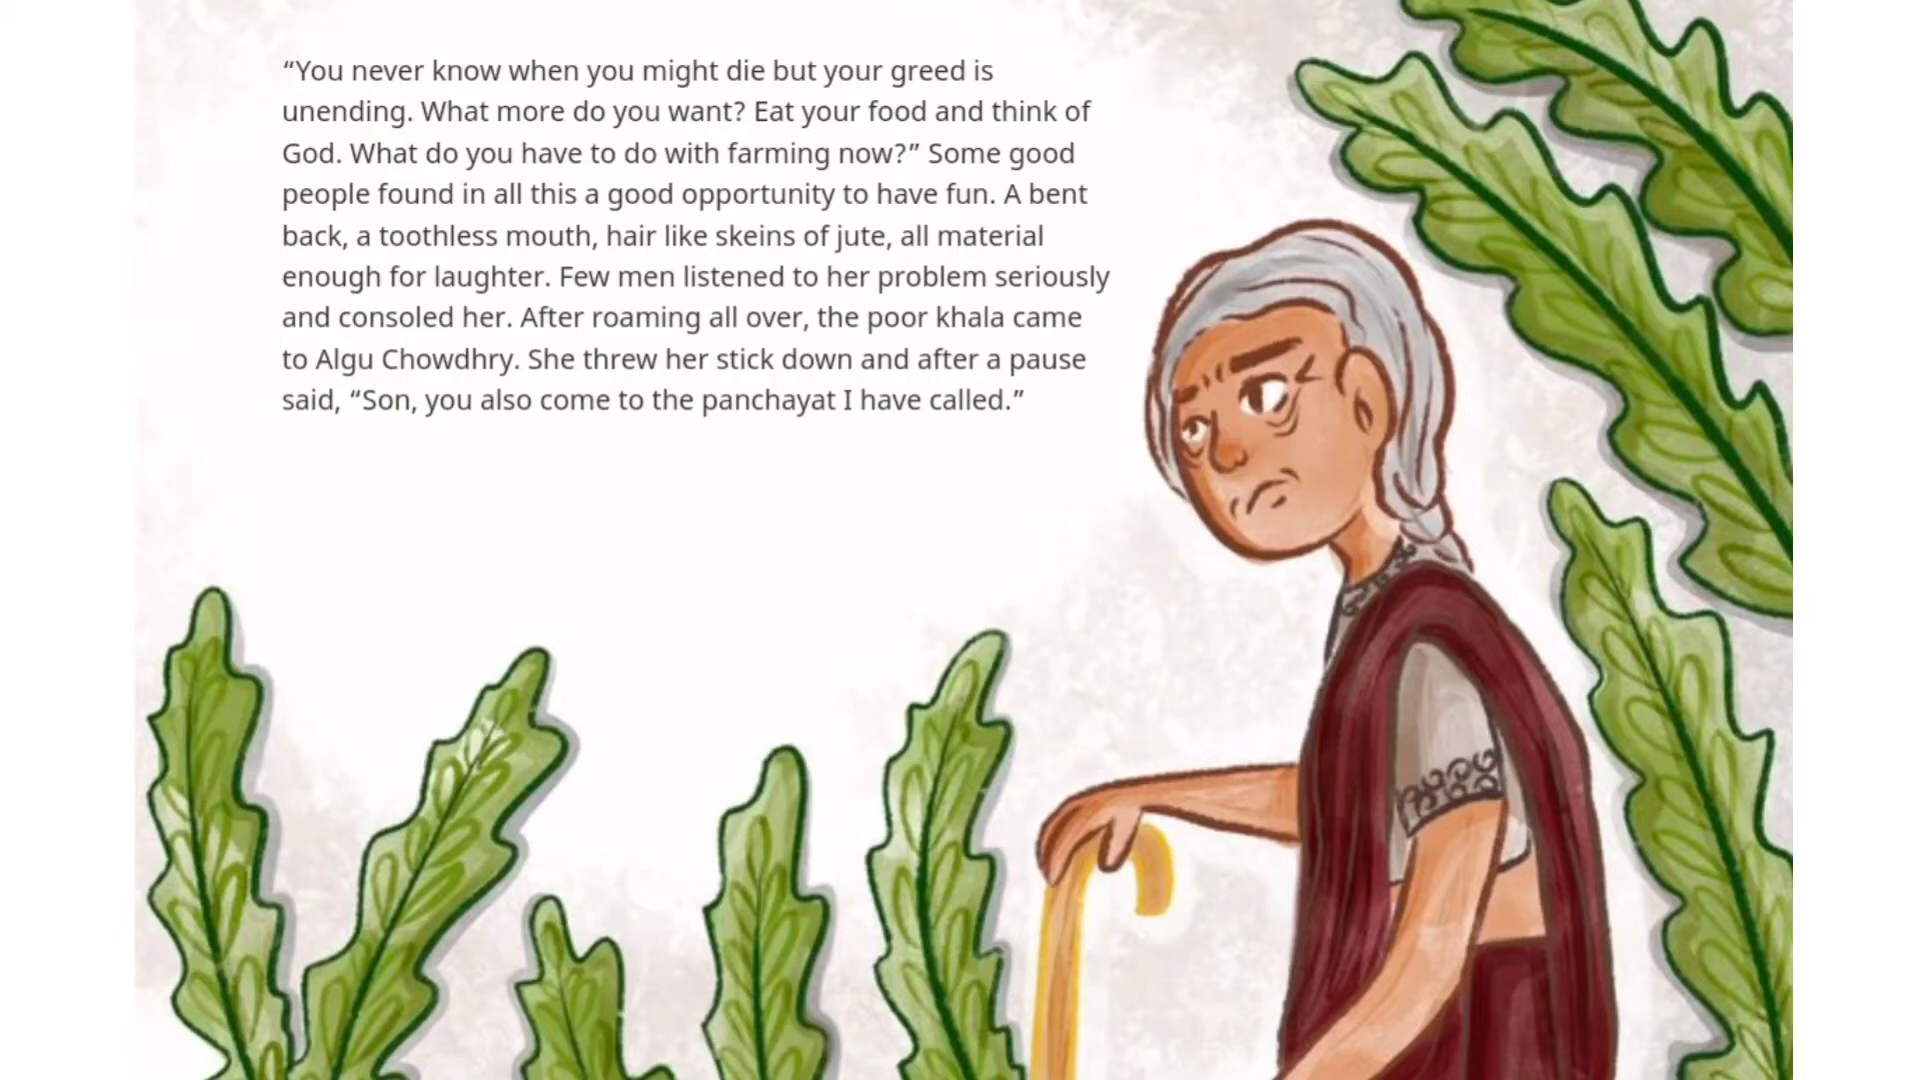 “You never know when you might die but your greed is
unending. What more do you want? Eat your food and think of
God. What do you have to do with farming now?” Some good
people found in all this a good opportunity to have fun. A bent
back, a toothless mouth, hair like skeins of jute, all material
enough for laughter. Few men listened to her problem seriously
and consoled her. After roaming all over, the poor khala came
to Algu Chowdhry. She threw her stick down and after a pause
said, “Son, you also come to the panchayat I have called.”